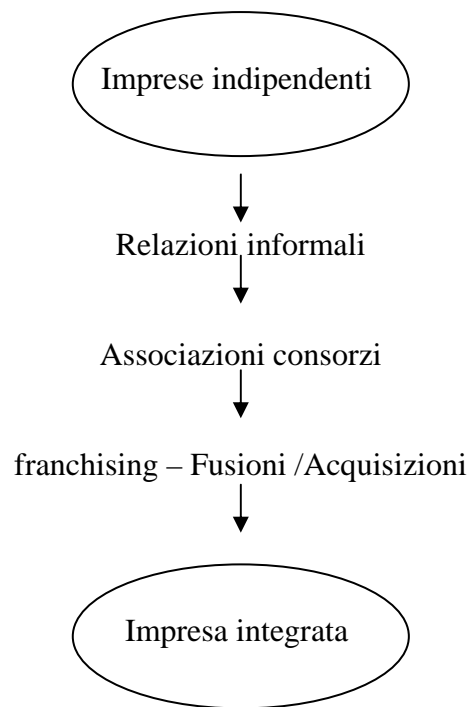 Imprese indipendenti
Relazioni informali
Associazioni consorzi
franchising – Fusioni /Acquisizioni
Impresa integrata